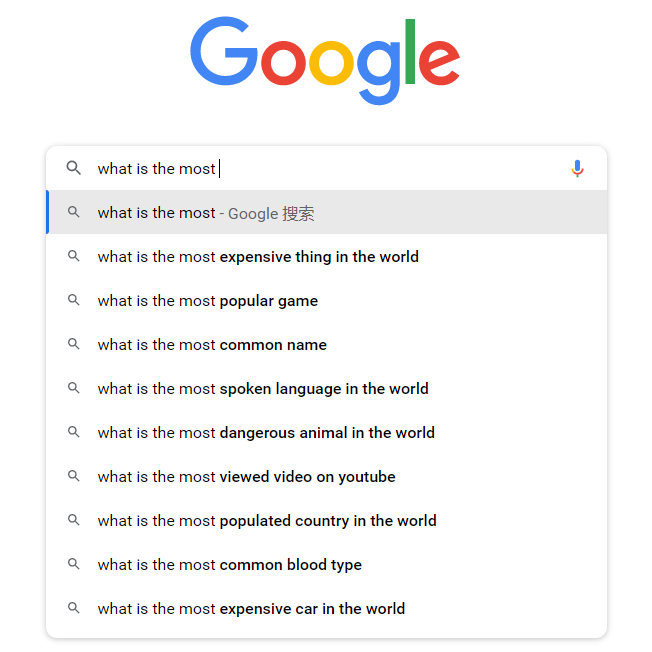 Google
what is the most
what is the most - Google 搜索
what is the most expensive thing in the world
what is the most popular game
what is the most common name
what is the most spoken language in the world
what is the most dangerous animal in the world
what is the most viewed video on youtube
what is the most populated country in the world
what is the most common blood type
what is the most expensive car in the world